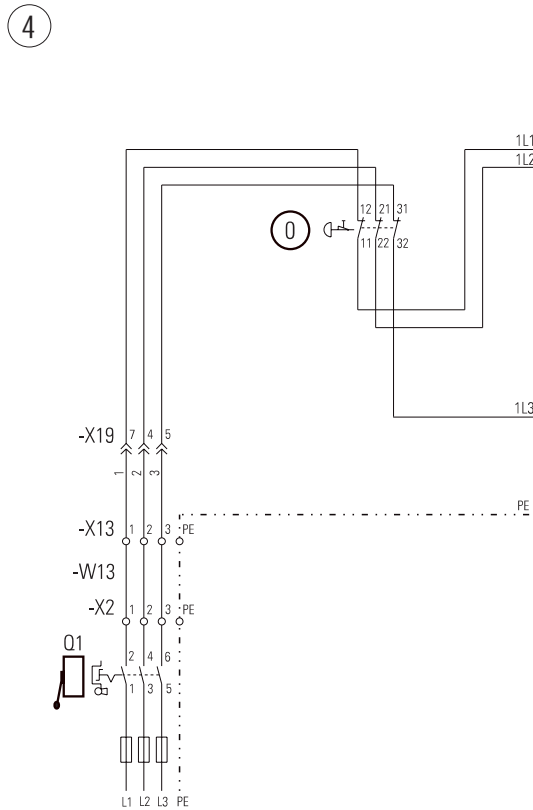 4
1L1
1L2
12 21 31
0
11 22 32
1L3
-X19 7 4 5
1 2 3
PE
-X13 1 2 3 PE
-W13
-X2 1 2 3 PE
Q1
2 4 6
1 3 5
L1 L2 L3 PE